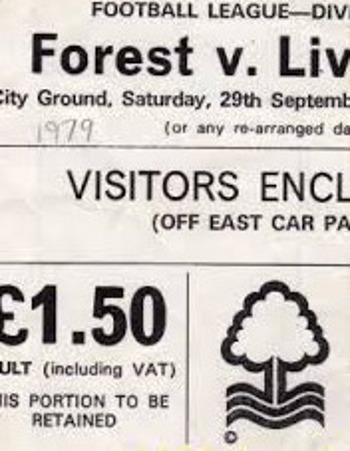 FOOTBALL LEAGUE—DIV
Forest v. Liv
City Ground, Saturday, 29th Septemb
1979
(or any re-arranged da
VISITORS ENCL
(OFF EAST CAR PA
£1.50
ULT (including VAT)
IS PORTION TO BE
RETAINED
©